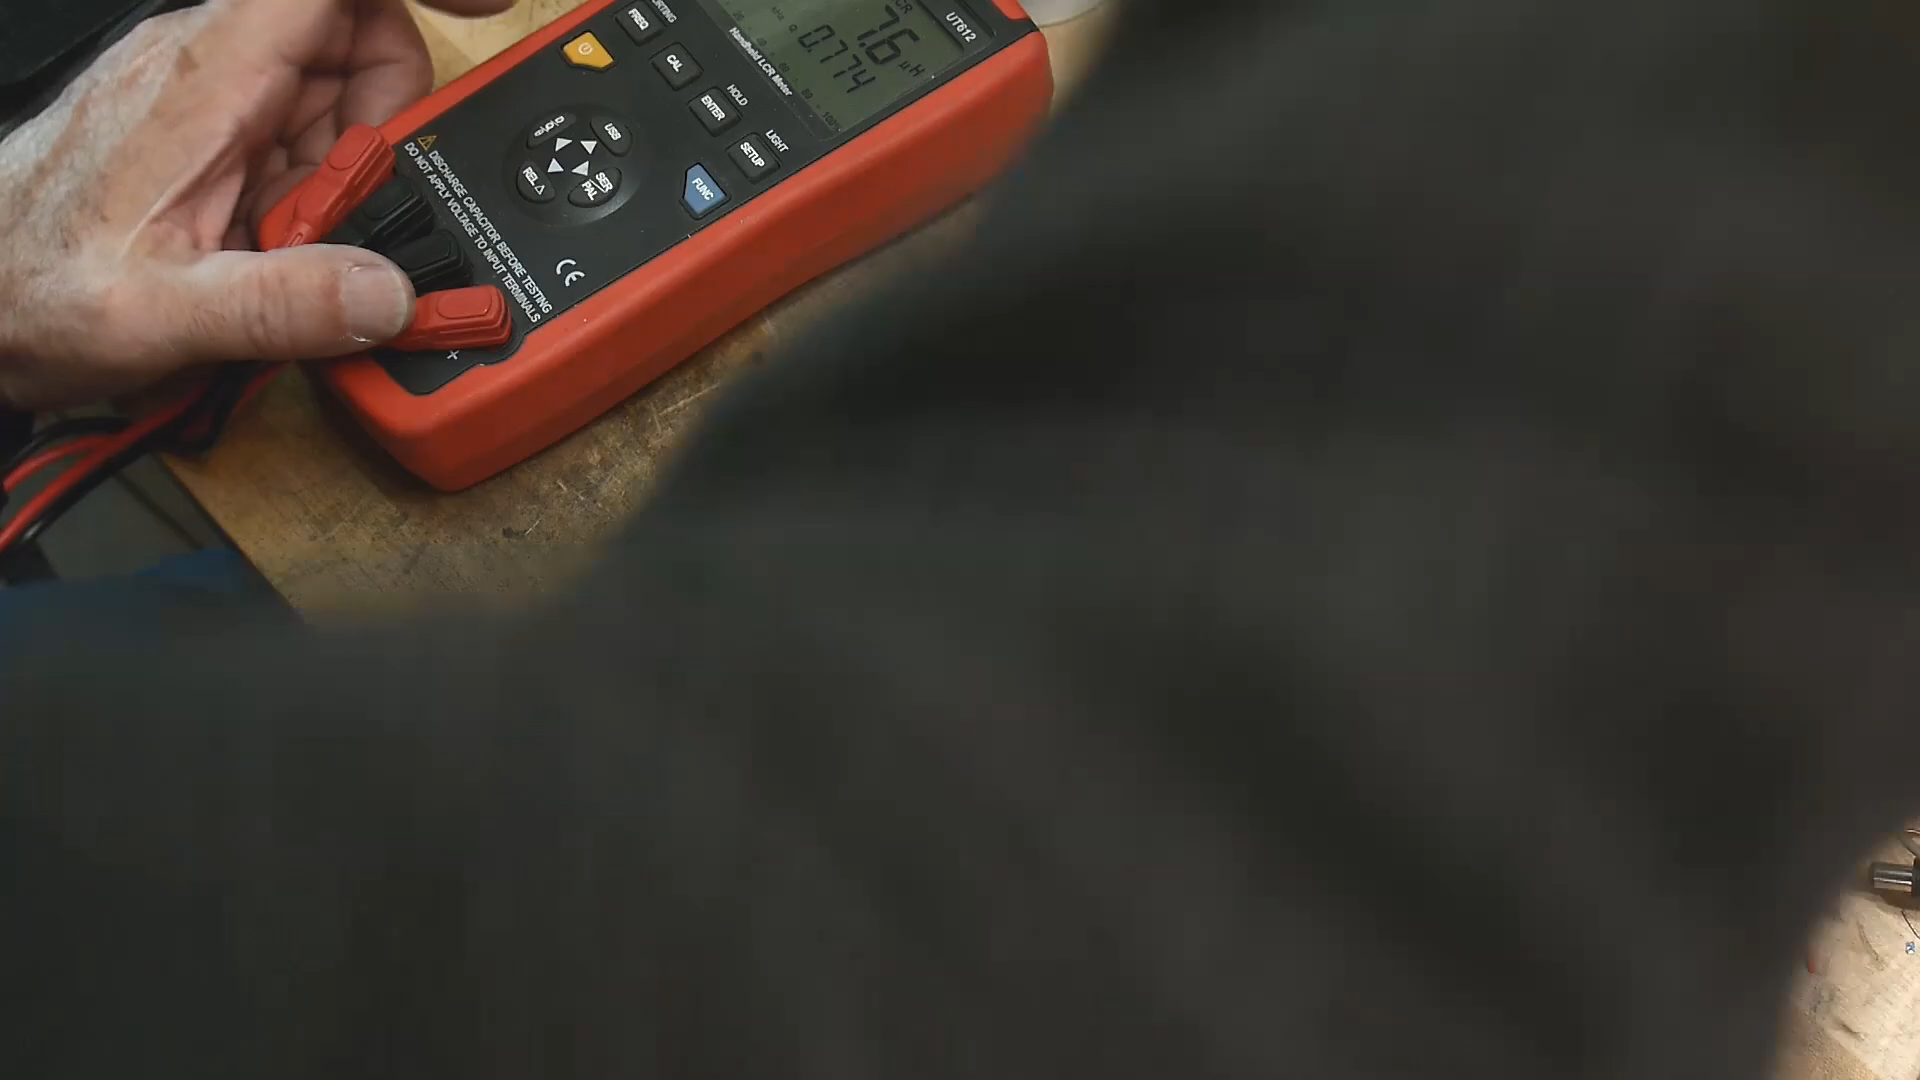 UT612
7.6 µH
Q 0.774
Handheld LCR Meter
FREQ
CAL
HOLD
ENTER
LIGHT
SETUP
USB
SER
PAL
REL△
FUNC
DISCHARGE CAPACITOR BEFORE TESTING
DO NOT APPLY VOLTAGE TO INPUT TERMINALS
CE
+